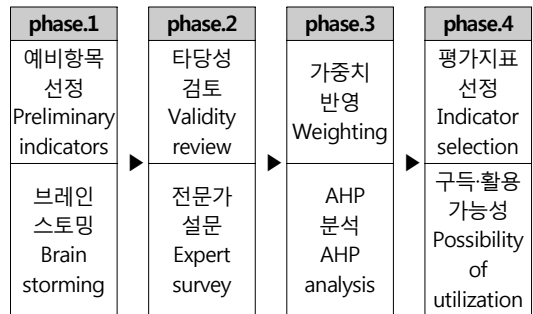 phase.1
예비항목
선정
Preliminary
indicators
브레인
스토밍
Brain
storming
phase.2
타당성
검토
Validity
review
전문가
설문
Expert
survey
phase.3
가중치
반영
Weighting
AHP
분석
AHP
analysis
phase.4
평가지표
선정
Indicator
selection
구득·활용
가능성
Possibility
of
utilization